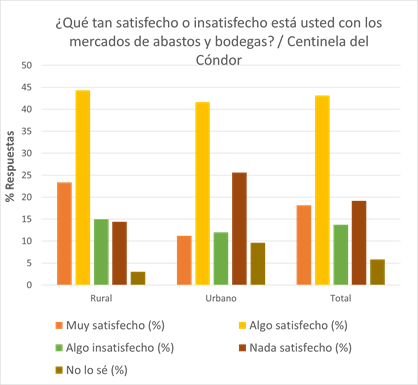 ¿Qué tan satisfecho o insatisfecho está usted con los
mercados de abastos y bodegas? / Centinela del
Cóndor
% Respuestas
50
45
40
35
30
25
20
15
10
5
0
Rural
Urbano
Total
Muy satisfecho (%)
Algo satisfecho (%)
Algo insatisfecho (%)
Nada satisfecho (%)
No lo sé (%)